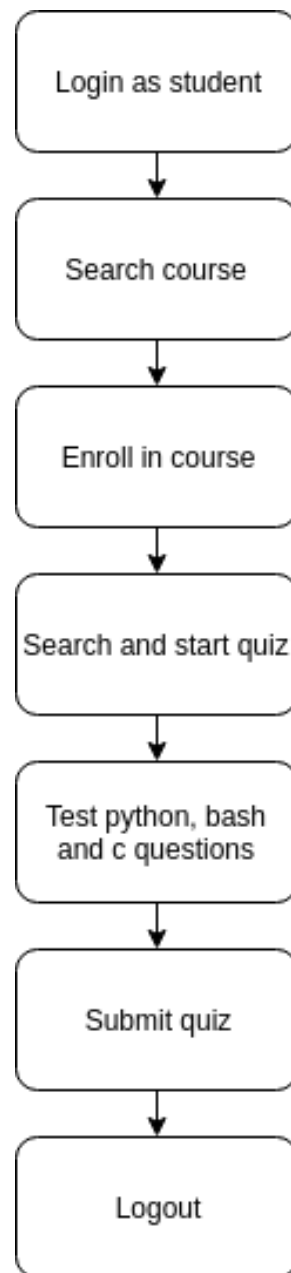 Login as student
Search course
Enroll in course
Search and start quiz
Test python, bash
and c questions
Submit quiz
Logout